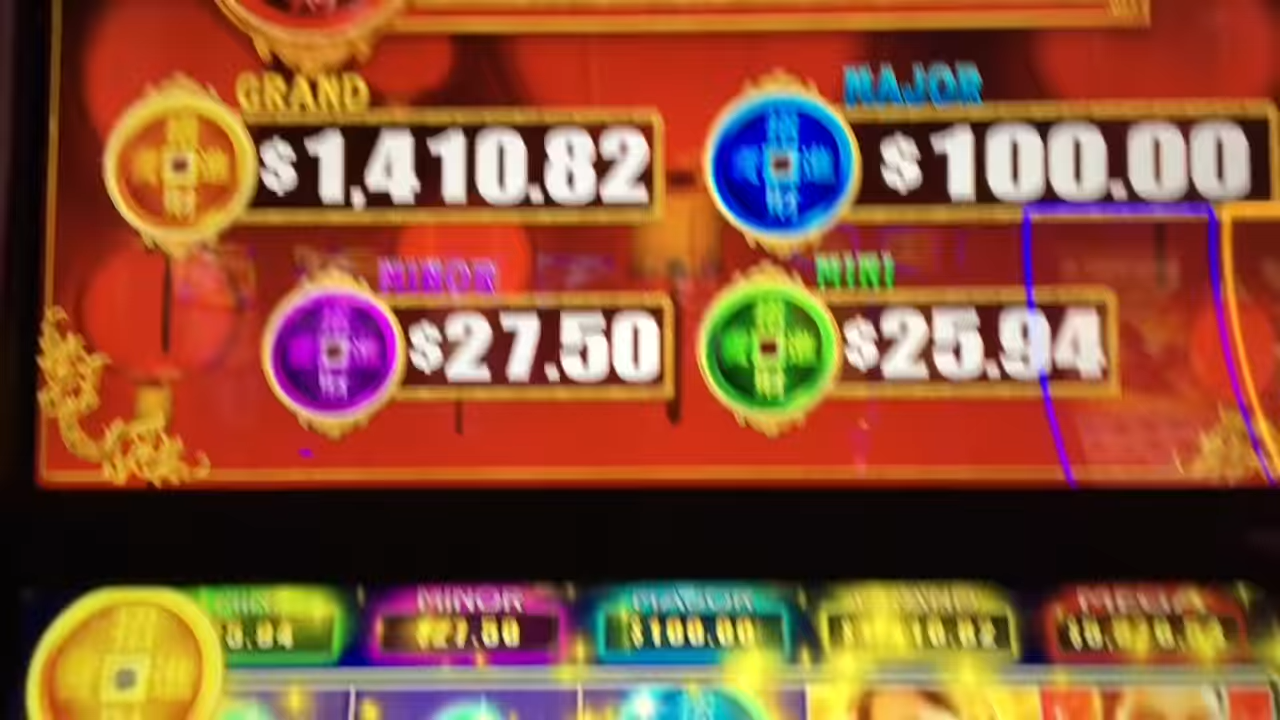 GRAND
$1,410.82
MAJOR
$100.00
MINOR
$27.50
MINI
$25.94
MINOR
MAJOR
MEGA
$27.50
$100.00